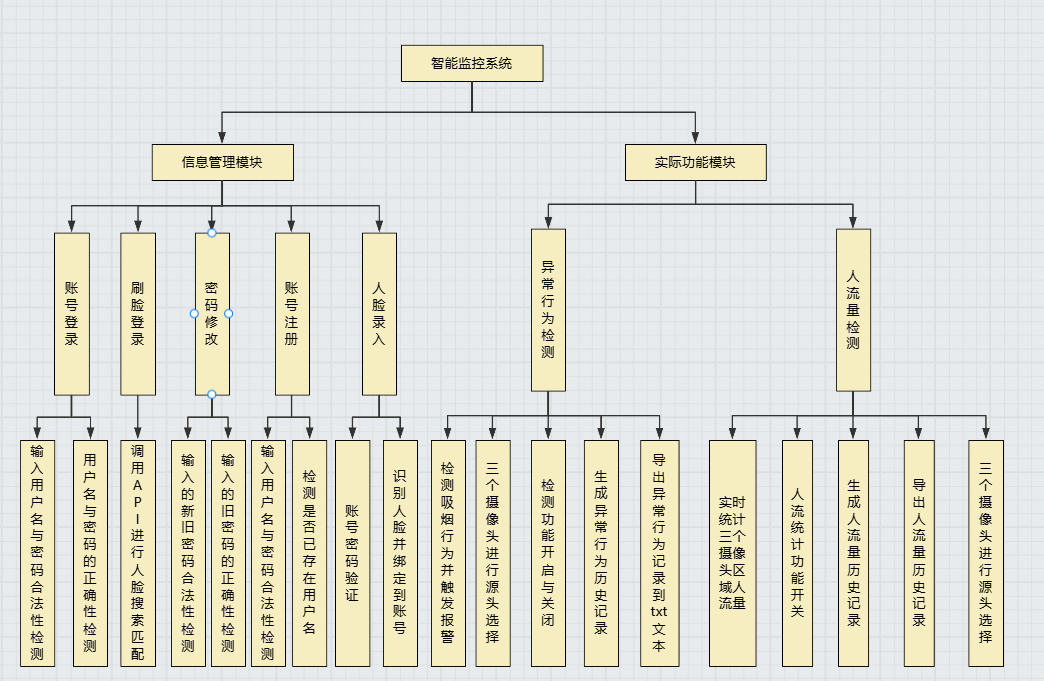 智能监控系统
信息管理模块
实际功能模块
账号登录
刷脸登录
密码修改
账号注册
人脸录入
异常行为检测
人流量检测
输入用户名与密码合法性检测
用户名与密码的正确性检测
调用API进行人脸搜索匹配
输入的新旧密码合法性检测
输入的旧密码的正确性检测
输入用户名与密码合法性检测
检测是否已存在用户名
账号密码验证
识别人脸并绑定到账号
检测吸烟行为并触发报警
三个摄像头进行源头选择
检测功能开启与关闭
生成异常行为历史记录
导出异常行为记录到txt文本
实时
统计
三个
摄像
头区
域人
流量
人流统计功能开关
生成人流量历史记录
导出人流量历史记录
三个摄像头进行源头选择